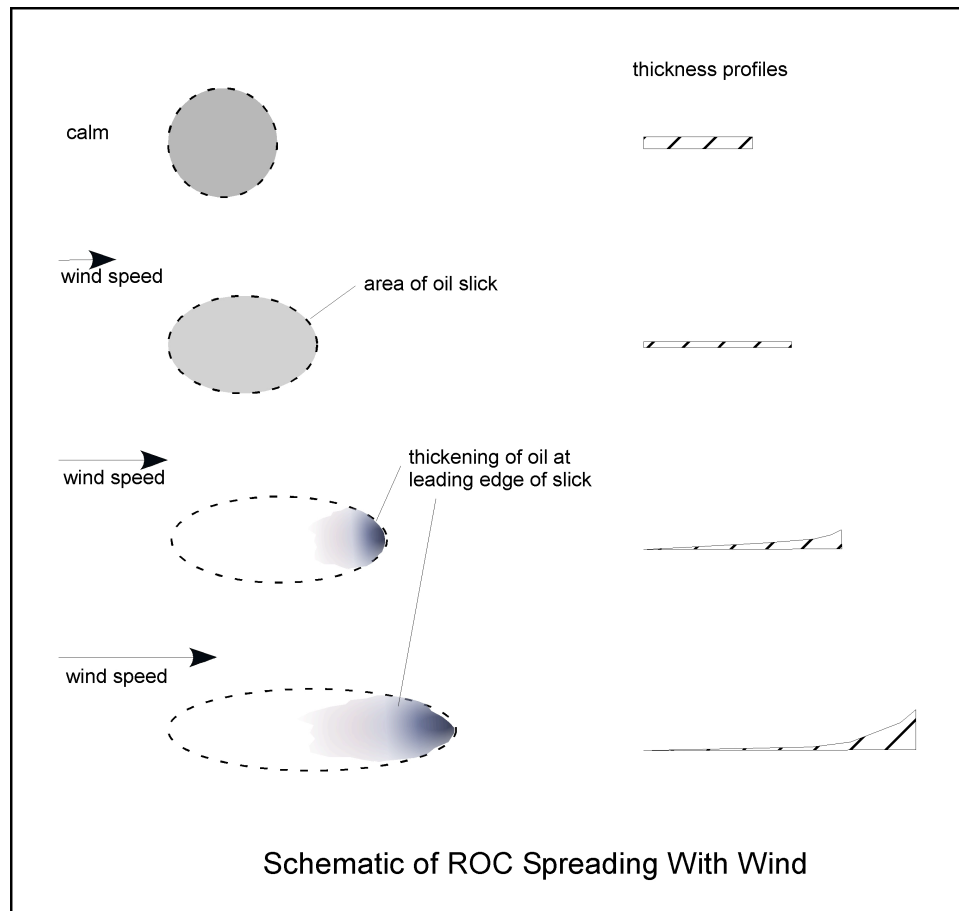 thickness profiles
calm
wind speed
area of oil slick
wind speed
thickening of oil at
leading edge of slick
wind speed
Schematic of ROC Spreading With Wind